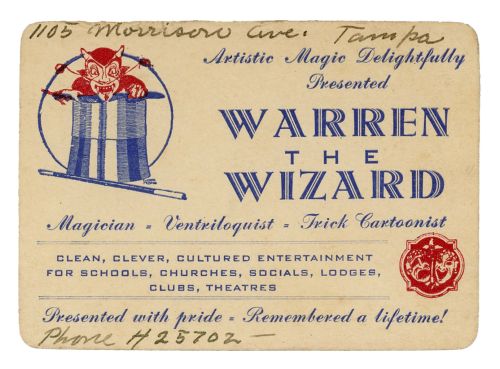 1105 Morrison Ave. Tampa
Artistic Magic Delightfully
Presented
WARREN
THE
WIZARD
Magician = Ventriloquist = Trick Cartoonist
CLEAN, CLEVER, CULTURED ENTERTAINMENT
FOR SCHOOLS, CHURCHES, SOCIALS, LODGES,
CLUBS, THEATRES
Presented with pride = Remembered a lifetime!
Phone H 25702 —